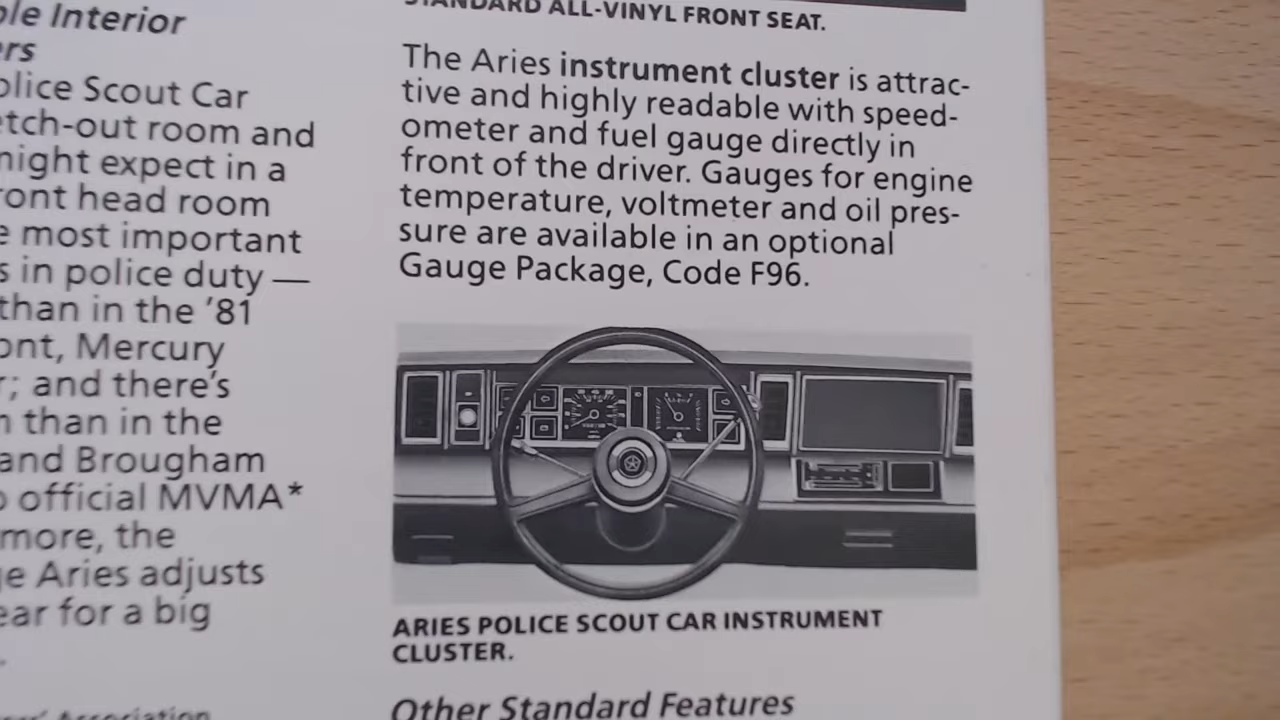 ple Interior
ers
olice Scout Car
etch-out room and
might expect in a
ront head room
e most important
s in police duty —
than in the '81
ont, Mercury
r; and there's
n than in the
and Brougham
o official MVMA*
more, the
ge Aries adjusts
ear for a big
Association
STANDARD ALL-VINYL FRONT SEAT.
The Aries instrument cluster is attrac-
tive and highly readable with speed-
ometer and fuel gauge directly in
front of the driver. Gauges for engine
temperature, voltmeter and oil pres-
sure are available in an optional
Gauge Package, Code F96.
ARIES POLICE SCOUT CAR INSTRUMENT
CLUSTER.
Other Standard Features